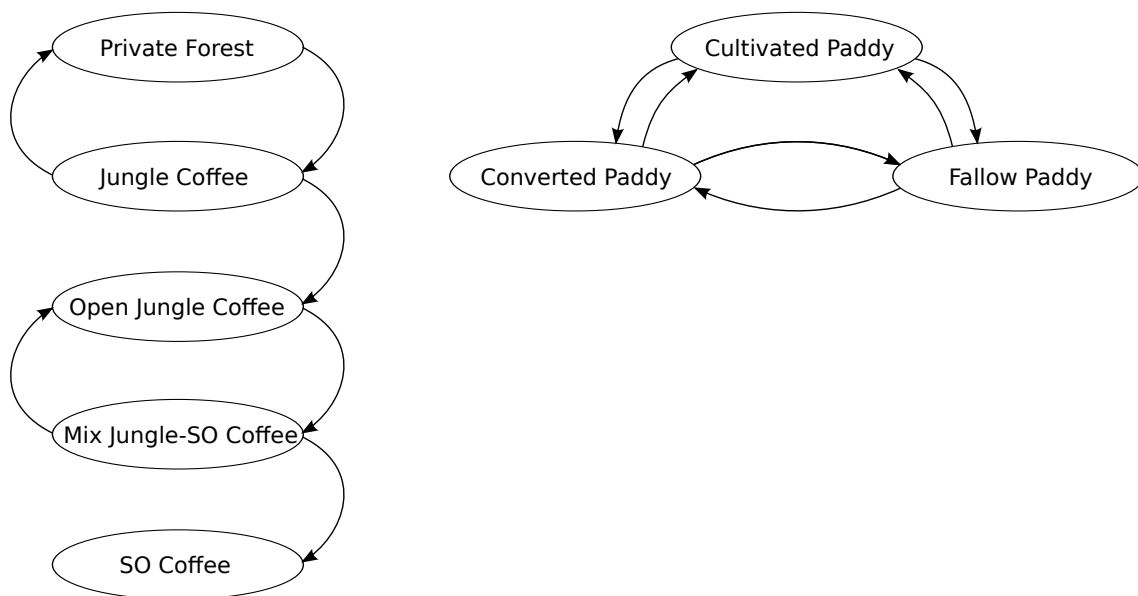 Private Forest
Jungle Coffee
Open Jungle Coffee
Mix Jungle-SO Coffee
SO Coffee
Cultivated Paddy
Converted Paddy
Fallow Paddy